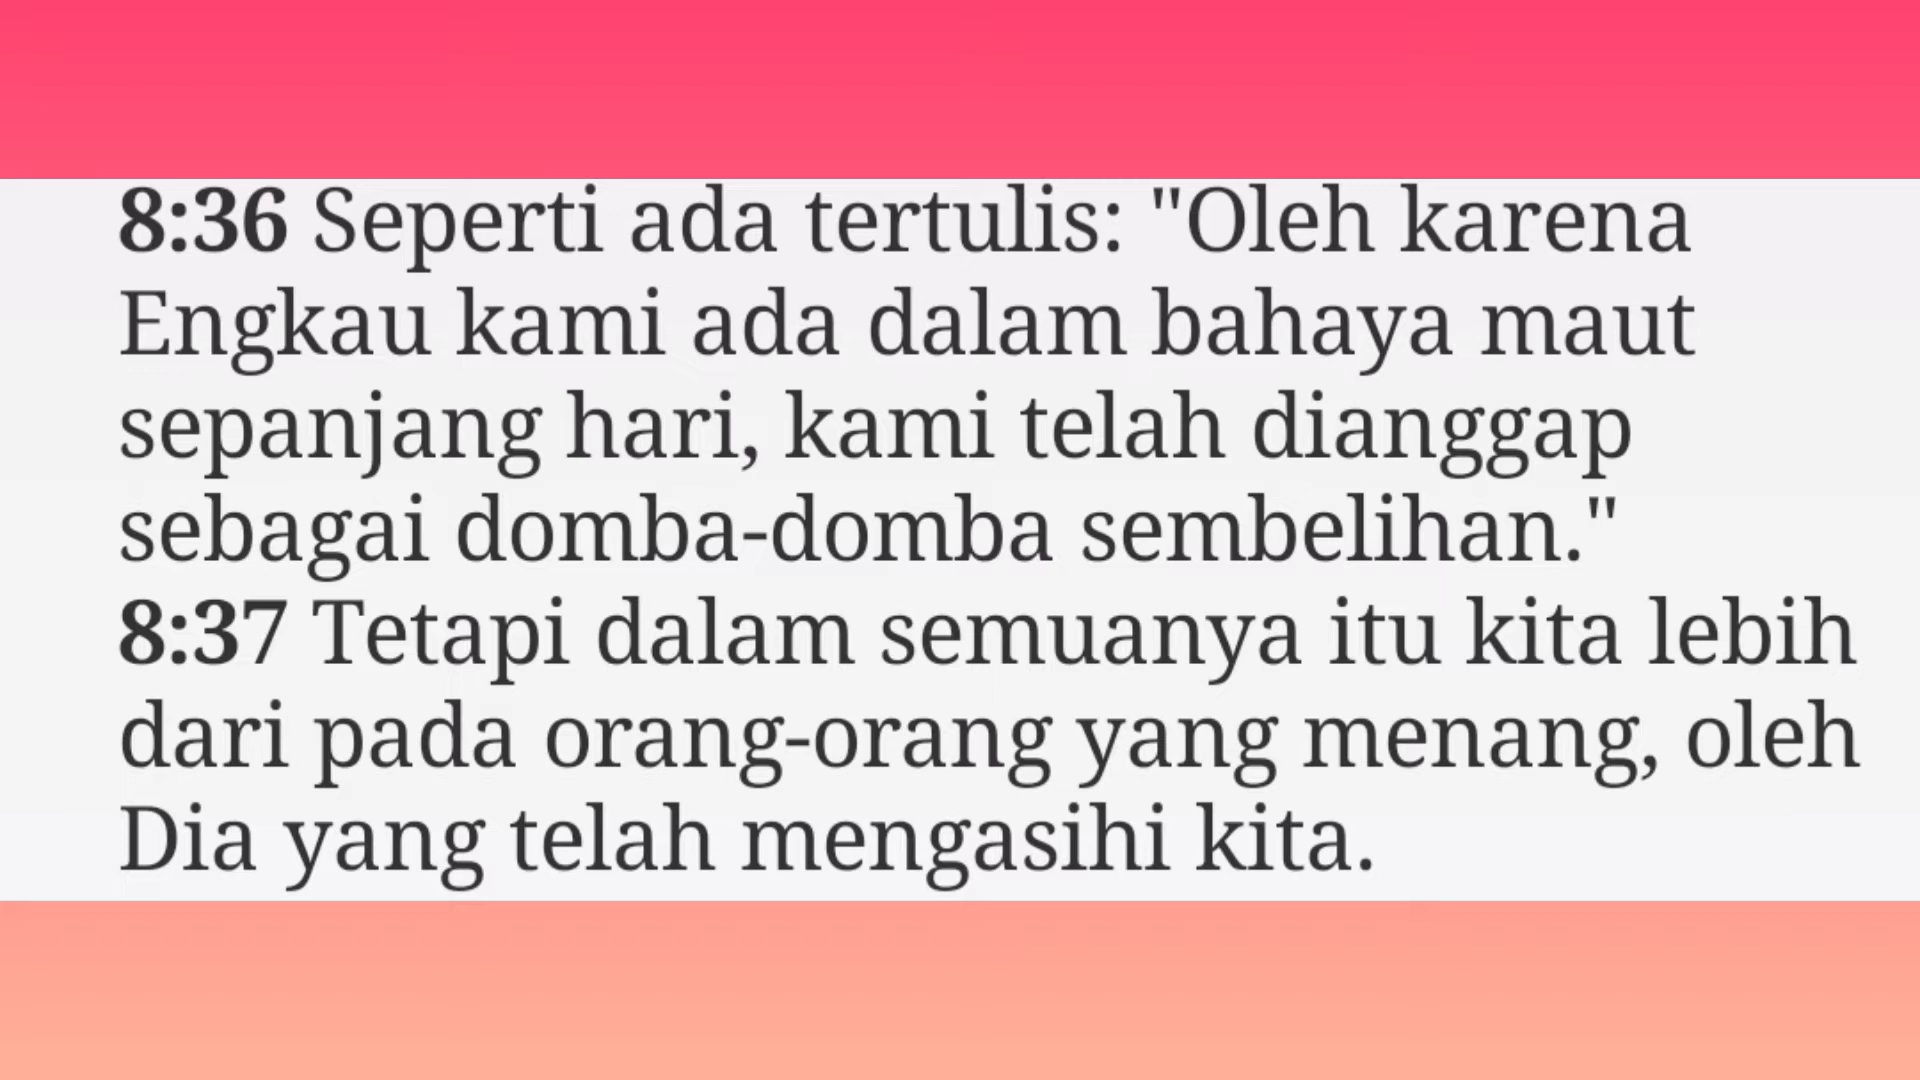 8:36 Seperti ada tertulis: "Oleh karena
Engkau kami ada dalam bahaya maut
sepanjang hari, kami telah dianggap
sebagai domba-domba sembelihan."
8:37 Tetapi dalam semuanya itu kita lebih
dari pada orang-orang yang menang, oleh
Dia yang telah mengasihi kita.